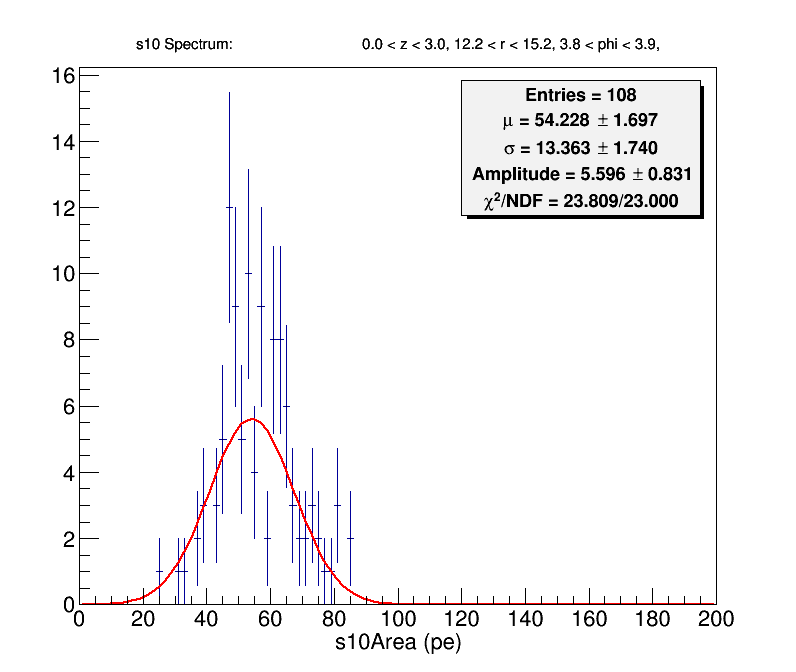 s10 Spectrum: 0.0 < z < 3.0, 12.2 < r < 15.2, 3.8 < phi < 3.9,
Entries = 108
μ = 54.228 ± 1.697
σ = 13.363 ± 1.740
Amplitude = 5.596 ± 0.831
χ²/NDF = 23.809/23.000
16
14
12
10
8
6
4
2
0
0 20 40 60 80 100 120 140 160 180 200
s10Area (pe)